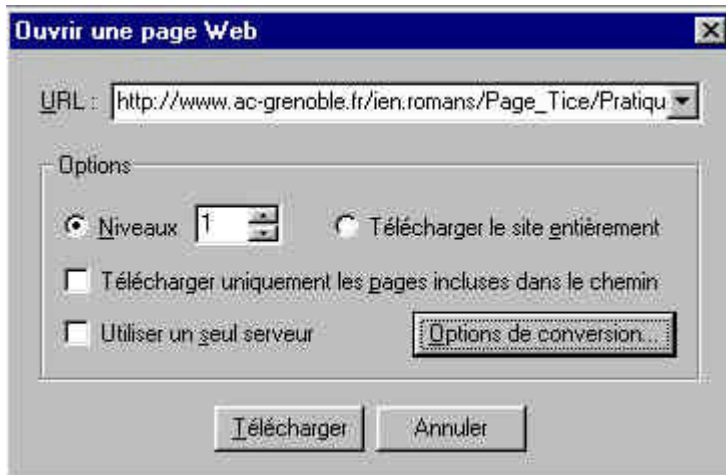 Ouvrir une page Web
URL : http://www.ac-grenoble.fr/ien.romans/Page_Tice/Pratiqu
Options
Niveaux 1 Télécharger le site entièrement
Télécharger uniquement les pages incluses dans le chemin
Utiliser un seul serveur Options de conversion...
Télécharger Annuler